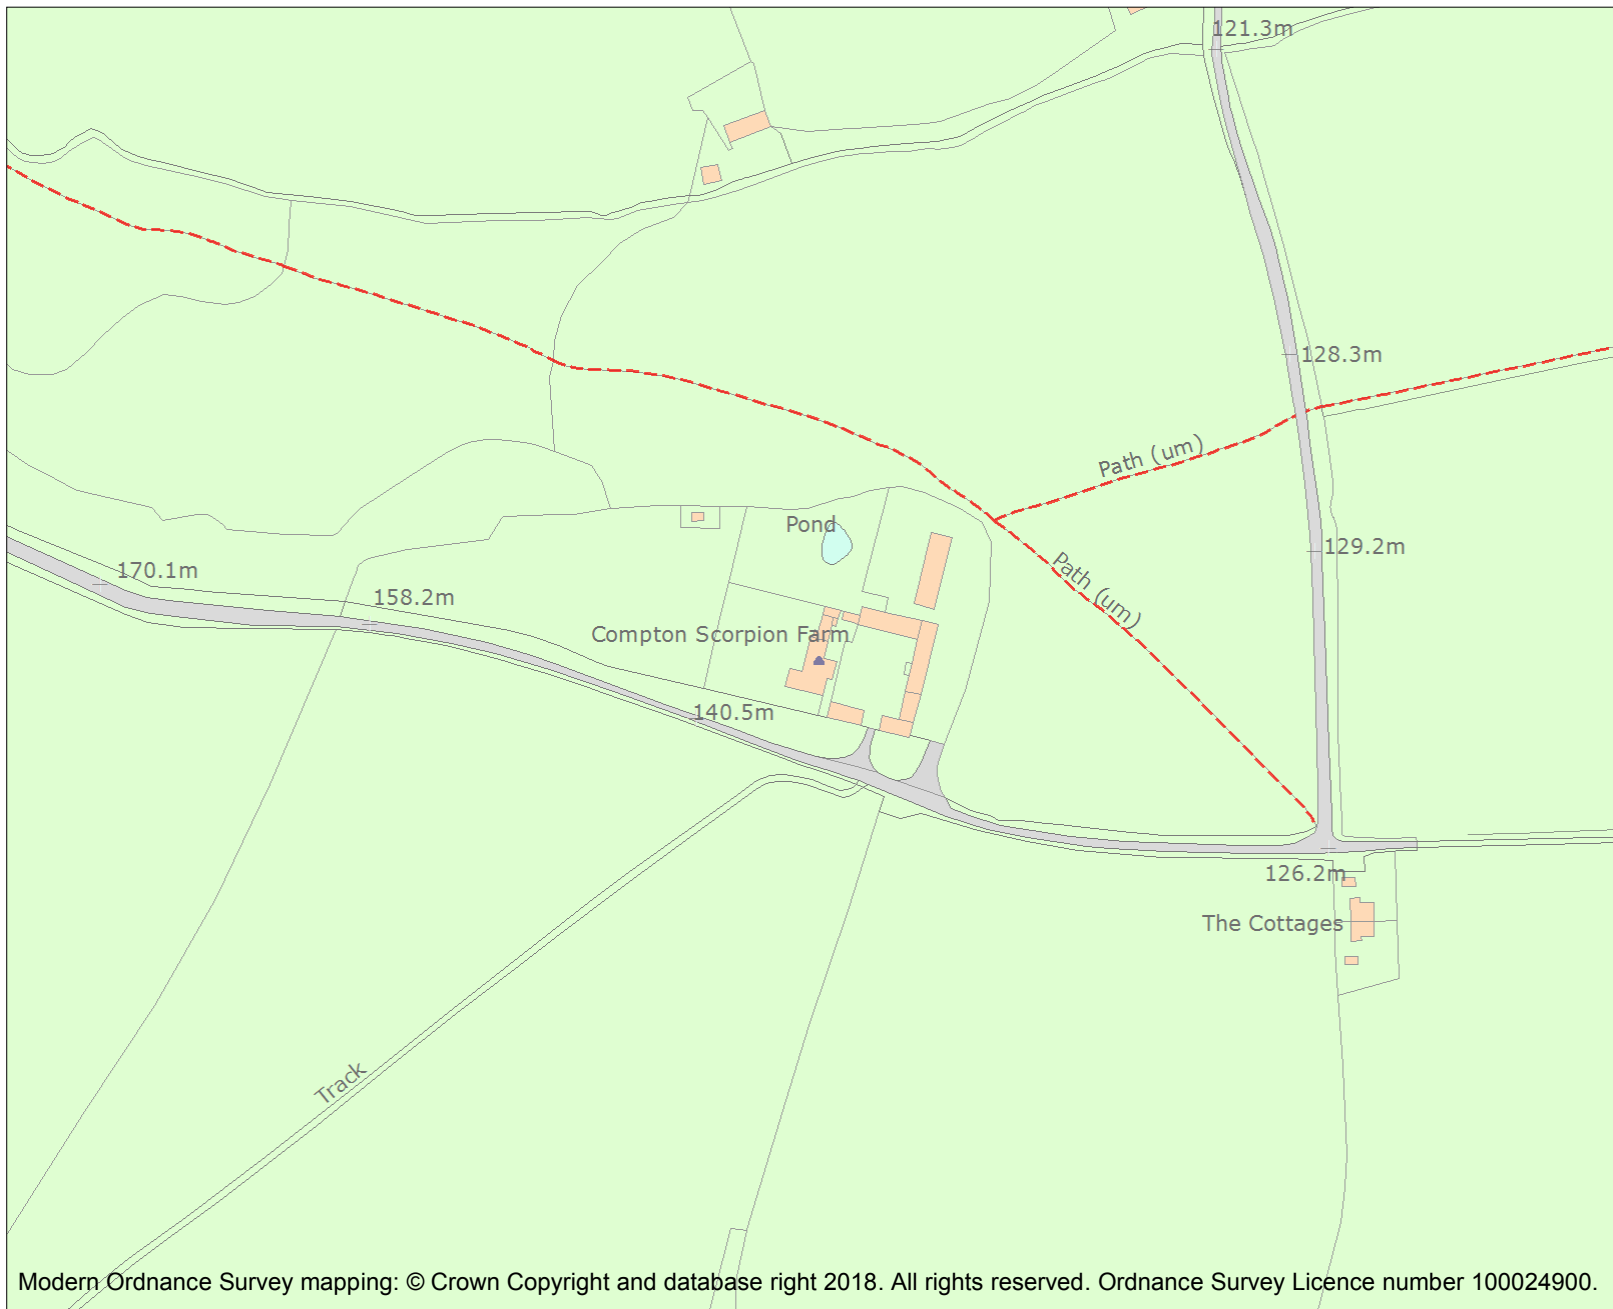 121.3m
128.3m
Path (um)
Pond
129.2m
170.1m
Path (um)
158.2m
Compton Scorpion Farm
140.5m
126.2m
The Cottages
Track
Modern Ordnance Survey mapping: © Crown Copyright and database right 2018. All rights reserved. Ordnance Survey Licence number 100024900.